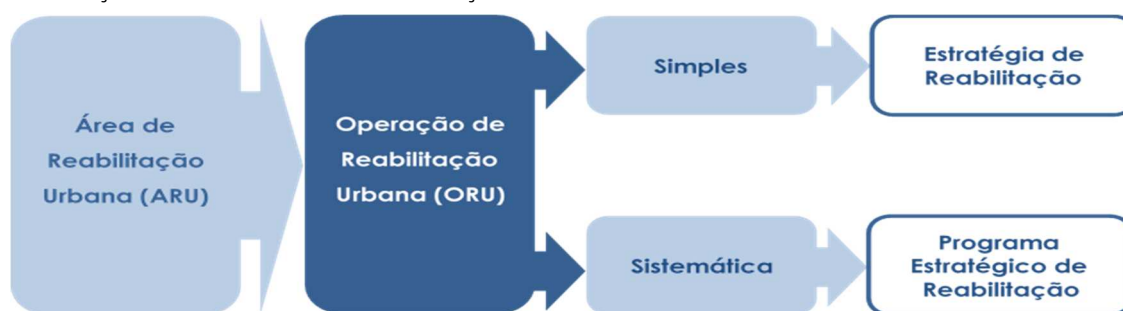 Área de
Reabilitação
Urbana (ARU)
Operação de
Reabilitação
Urbana (ORU)
Simples
Estratégia de
Reabilitação
Sistemática
Programa
Estratégico de
Reabilitação